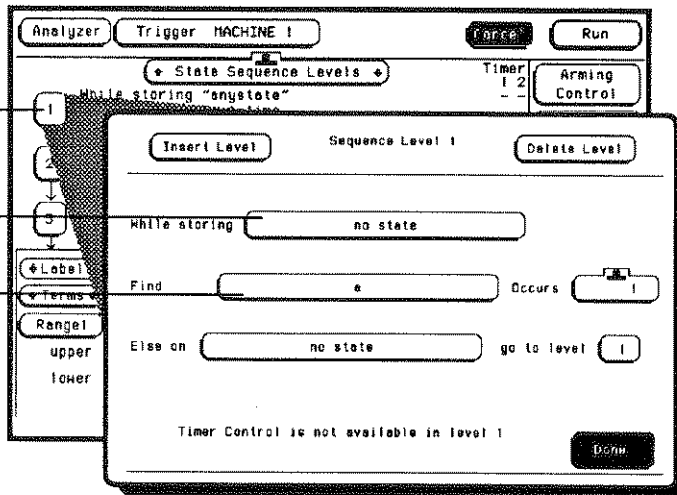 Analyzer Trigger MACHINE 1 Run
State Sequence Levels
Timer
1 2
Arming
Control
While storing "anystate"
1
2
3
Label
Terms
Range1
upper
lower
Insert Level Sequence Level 1 Delete Level
While storing no state
Find a Occurs 1
Else on no state go to level 1
Timer Control is not available in level 1
Done